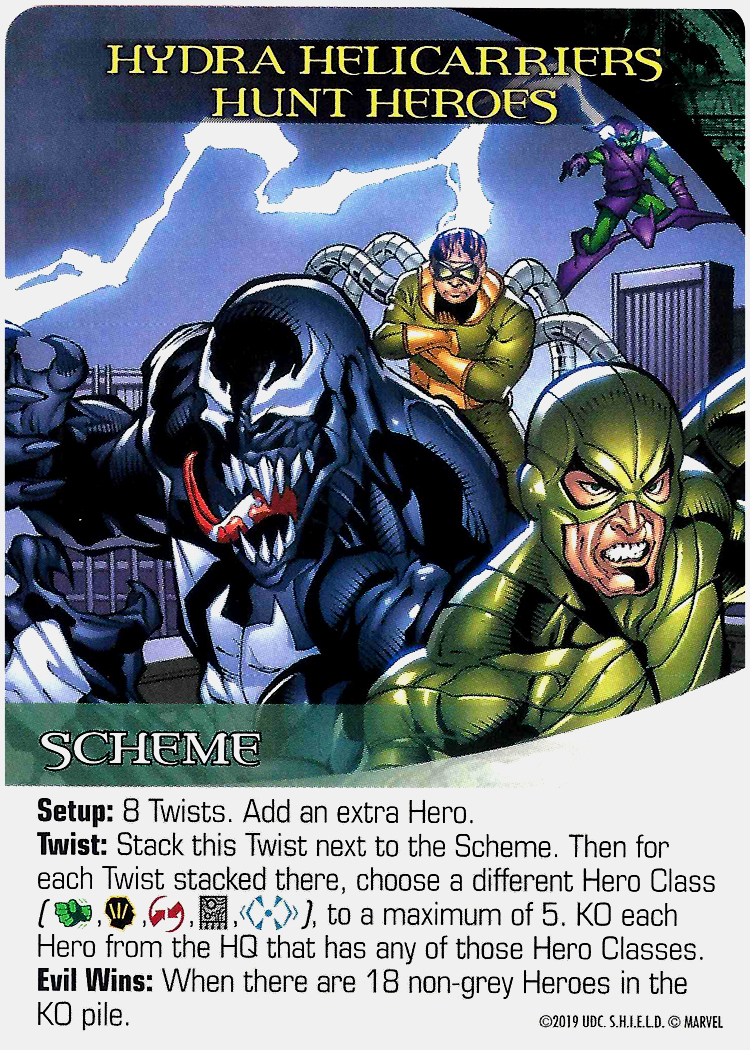 HYDRA HELICARRIERS
HUNT HEROES
SCHEME
Setup: 8 Twists. Add an extra Hero.
Twist: Stack this Twist next to the Scheme. Then for
each Twist stacked there, choose a different Hero Class
( , , , , ), to a maximum of 5. KO each
Hero from the HQ that has any of those Hero Classes.
Evil Wins: When there are 18 non-grey Heroes in the
KO pile.
©2019 UDC. S.H.I.E.L.D. © MARVEL